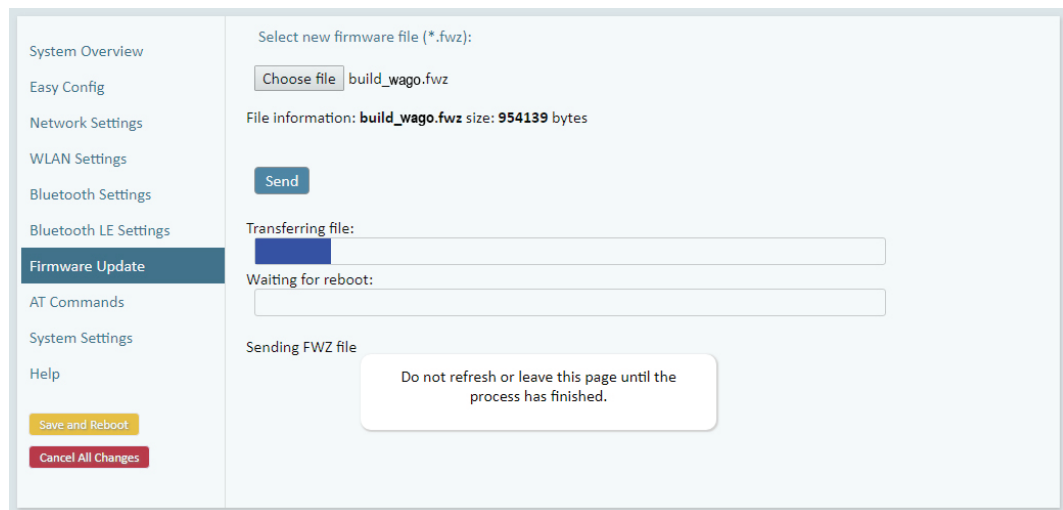 System Overview
Easy Config
Network Settings
WLAN Settings
Bluetooth Settings
Bluetooth LE Settings
Firmware Update
AT Commands
System Settings
Help
Save and Reboot
Cancel All Changes
Select new firmware file (*.fwz):
Choose file build_wago.fwz
File information: build_wago.fwz size: 954139 bytes
Send
Transferring file:
Waiting for reboot:
Sending FWZ file
Do not refresh or leave this page until the
process has finished.